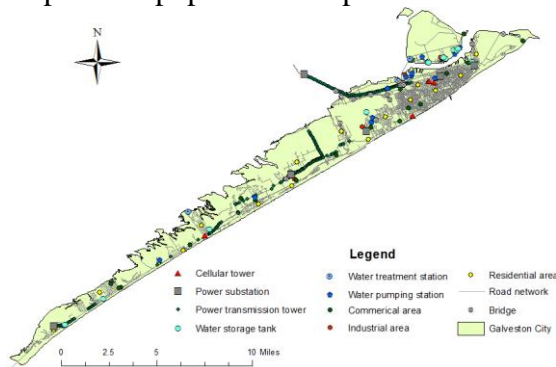 N
Legend
Cellular tower
Power substation
Power transmission tower
Water storage tank
Water treatment station
Water pumping station
Commerical area
Industrial area
Residential area
Road network
Bridge
Galveston City
0 2.5 5 10 Miles